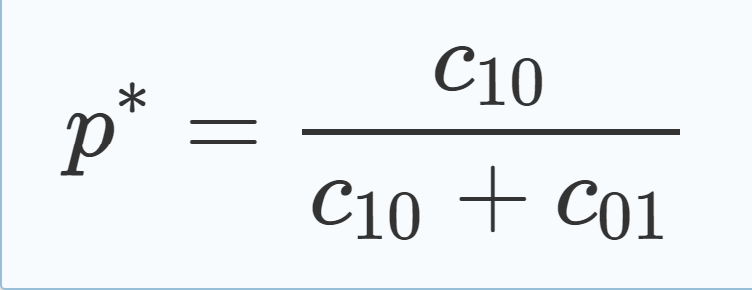 p* = c₁₀ / (c₁₀ + c₀₁)